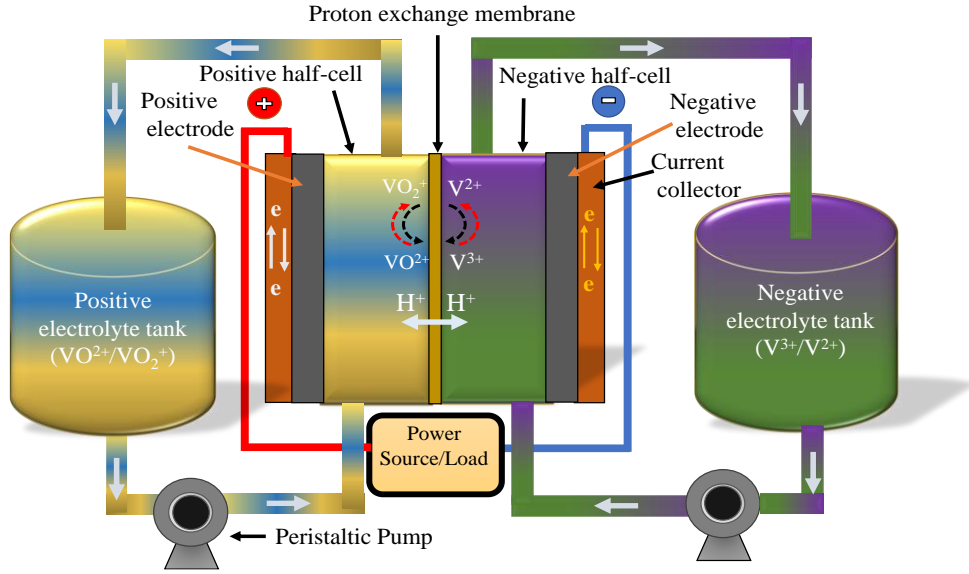 Proton exchange membrane
Positive half-cell
Negative half-cell
+
-
Positive
electrode
Negative
electrode
Current
collector
VO₂⁺
V²⁺
e
e
VO²⁺
V³⁺
e
e
H⁺
H⁺
Positive
electrolyte tank
(VO²⁺/VO₂⁺)
Negative
electrolyte tank
(V³⁺/V²⁺)
Power
Source/Load
Peristaltic Pump